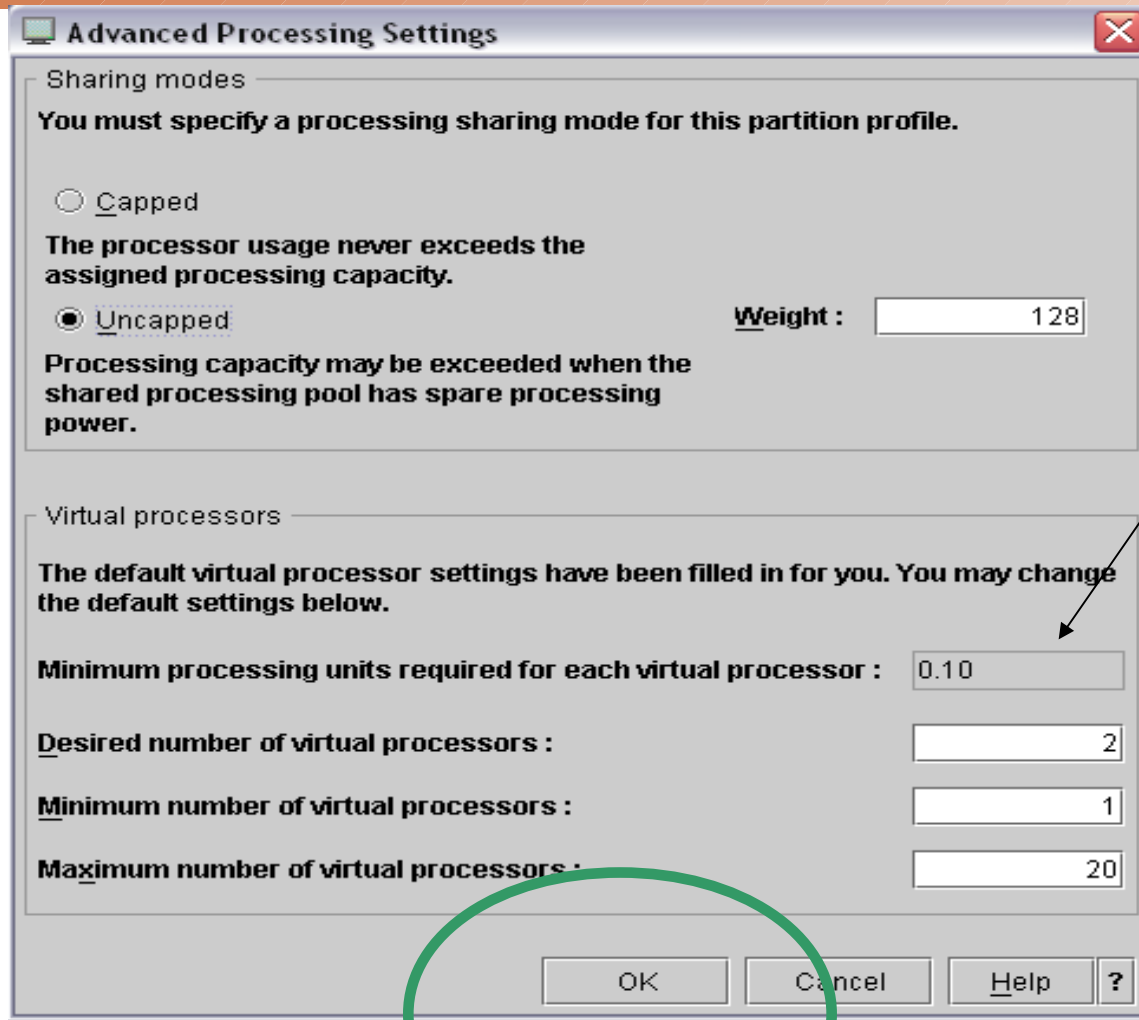 Advanced Processing Settings
Sharing modes
You must specify a processing sharing mode for this partition profile.
Capped
The processor usage never exceeds the
assigned processing capacity.
Uncapped
Weight : 128
Processing capacity may be exceeded when the
shared processing pool has spare processing
power.
Virtual processors
The default virtual processor settings have been filled in for you. You may change
the default settings below.
Minimum processing units required for each virtual processor : 0.10
Desired number of virtual processors : 2
Minimum number of virtual processors : 1
Maximum number of virtual processors : 20
OK Cancel Help ?